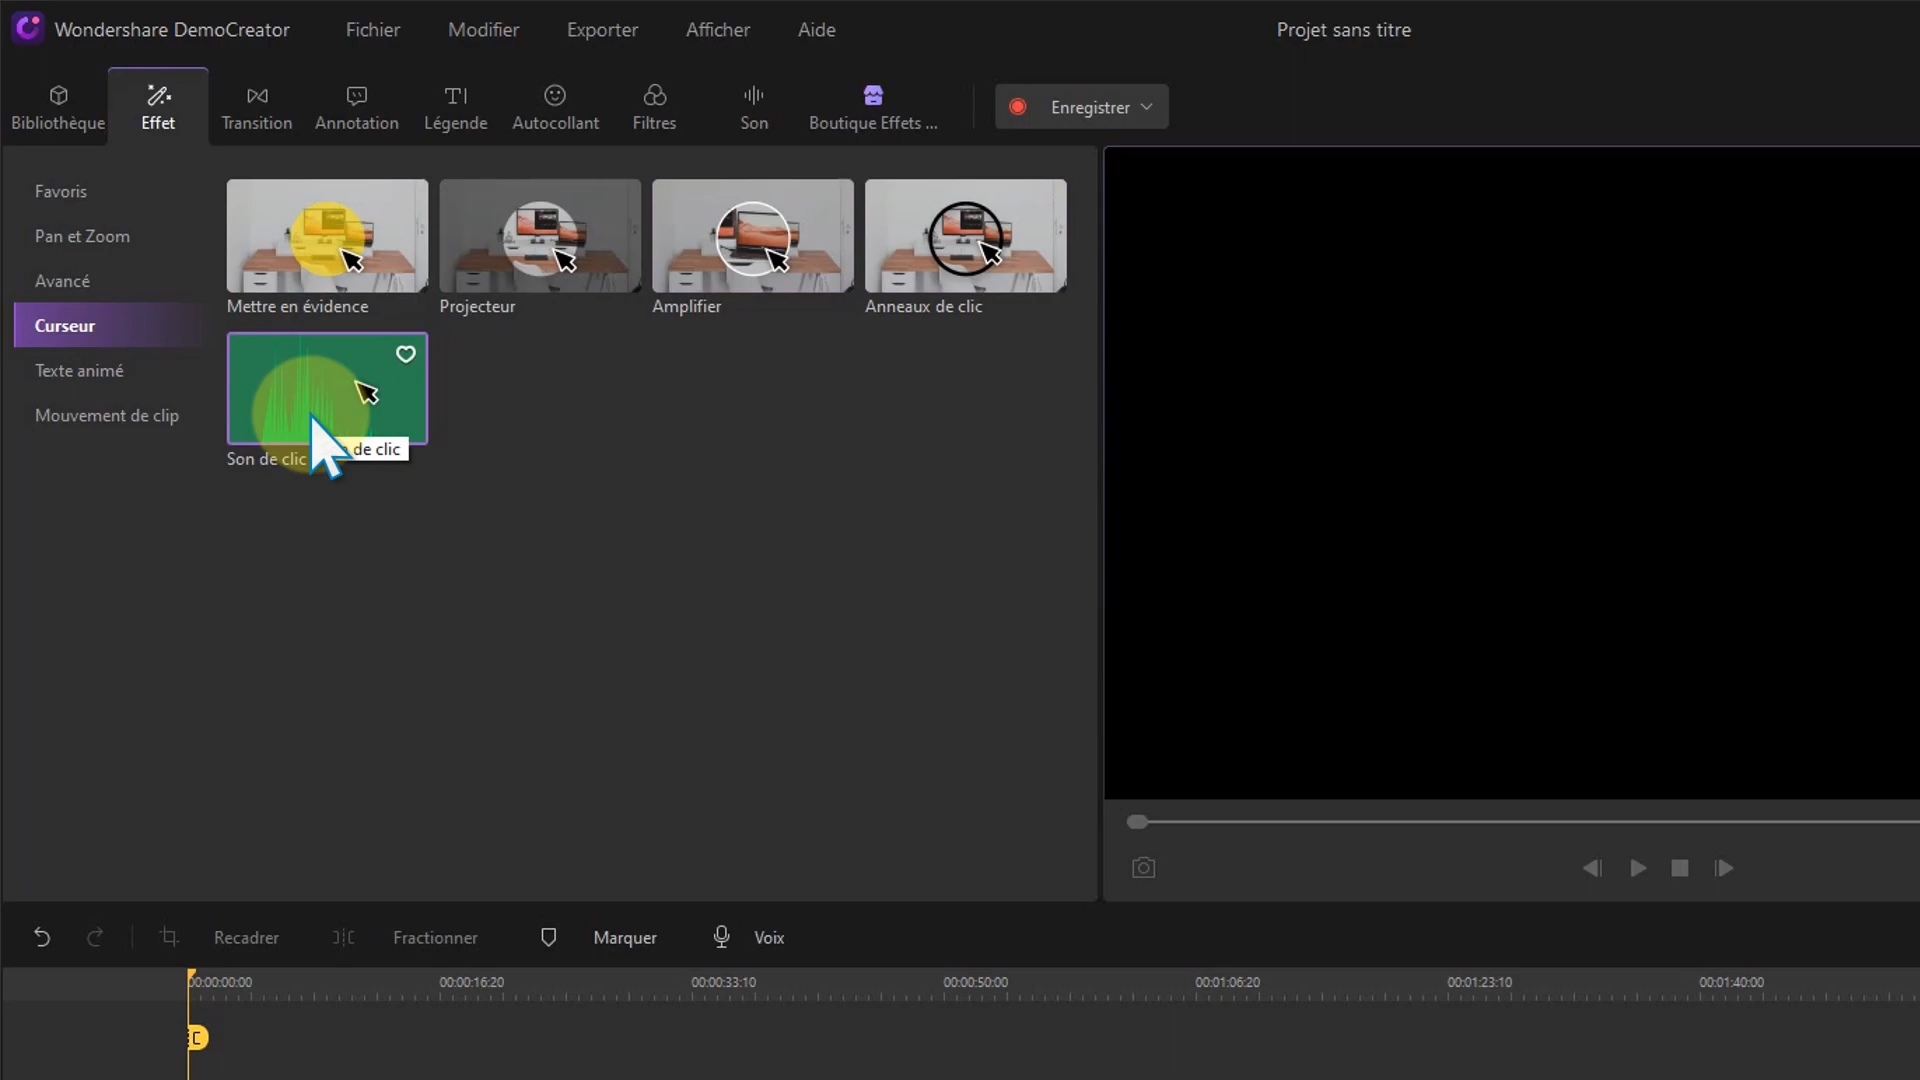 Wondershare DemoCreator
Fichier
Modifier
Exporter
Afficher
Aide
Projet sans titre
Bibliothèque
Effet
Transition
Annotation
Légende
Autocollant
Filtres
Son
Boutique Effets ...
Enregistrer
Favoris
Pan et Zoom
Avancé
Curseur
Texte animé
Mouvement de clip
Mettre en évidence
Projecteur
Amplifier
Anneaux de clic
Son de clic
de clic
Recadrer
Fractionner
Marquer
Voix
00:00:00:00
00:00:16:20
00:00:33:10
00:00:50:00
00:01:06:20
00:01:23:10
00:01:40:00